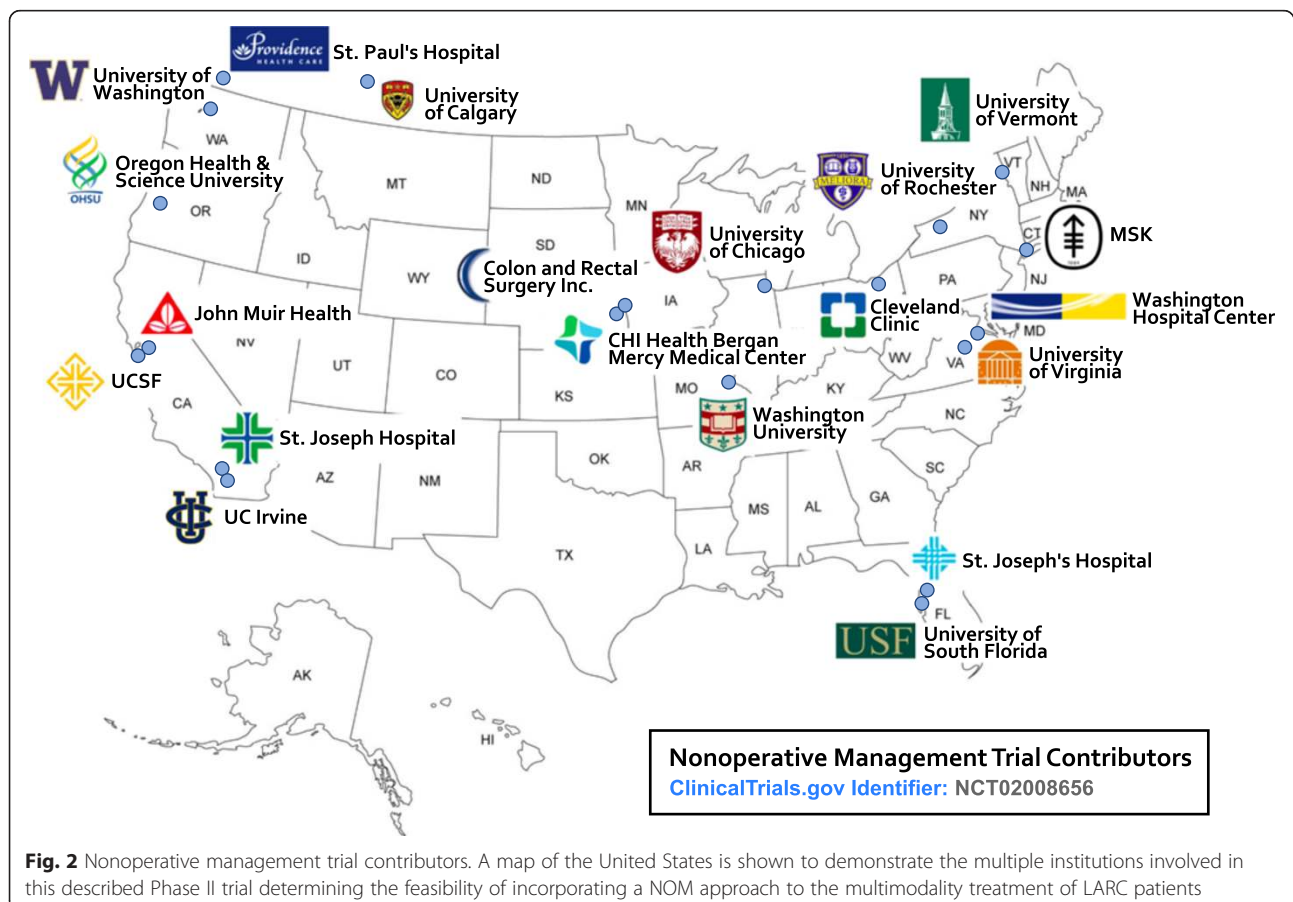 Providence
HEALTH CARE
St. Paul's Hospital
W
University of
Washington
University
of Calgary
University
of Vermont
WA
Oregon Health &
Science University
OHSU
OR
MT
ND
MN
MELIORA
University
of Rochester
VT
NH
MA
NY
CT
MSK
ID
WY
SD
University
of Chicago
Colon and Rectal
Surgery Inc.
IA
PA
NJ
John Muir Health
NV
CHI Health Bergan
Mercy Medical Center
Cleveland
Clinic
Washington
Hospital Center
MD
WV
VA
University
of Virginia
UCSF
CA
UT
CO
KS
MO
KY
Washington
University
NC
St. Joseph Hospital
AZ
NM
OK
AR
SC
UC Irvine
TX
LA
MS
AL
GA
St. Joseph's Hospital
FL
USF
University of
South Florida
AK
HI
Nonoperative Management Trial Contributors
ClinicalTrials.gov Identifier: NCT02008656
Fig. 2 Nonoperative management trial contributors. A map of the United States is shown to demonstrate the multiple institutions involved in
this described Phase II trial determining the feasibility of incorporating a NOM approach to the multimodality treatment of LARC patients